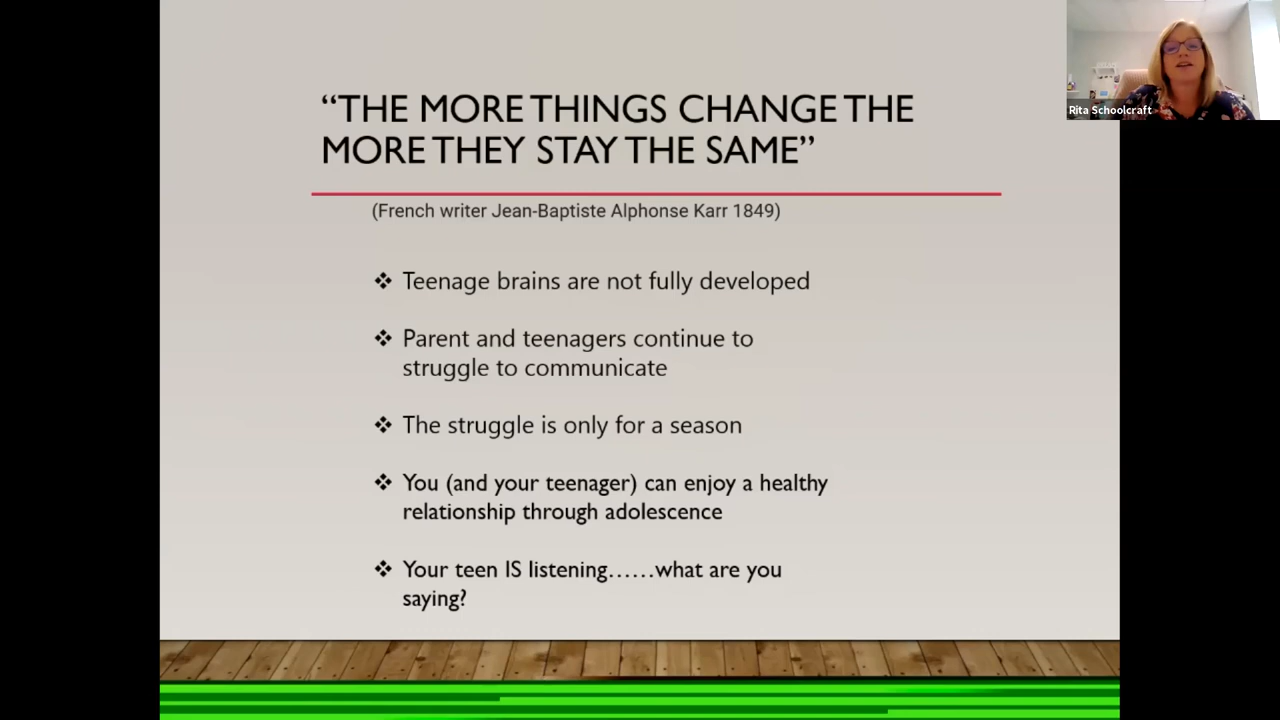 “THE MORE THINGS CHANGE THE
MORE THEY STAY THE SAME”
(French writer Jean-Baptiste Alphonse Karr 1849)
❖ Teenage brains are not fully developed
❖ Parent and teenagers continue to
struggle to communicate
❖ The struggle is only for a season
❖ You (and your teenager) can enjoy a healthy
relationship through adolescence
❖ Your teen IS listening......what are you
saying?
Rita Schoolcraft